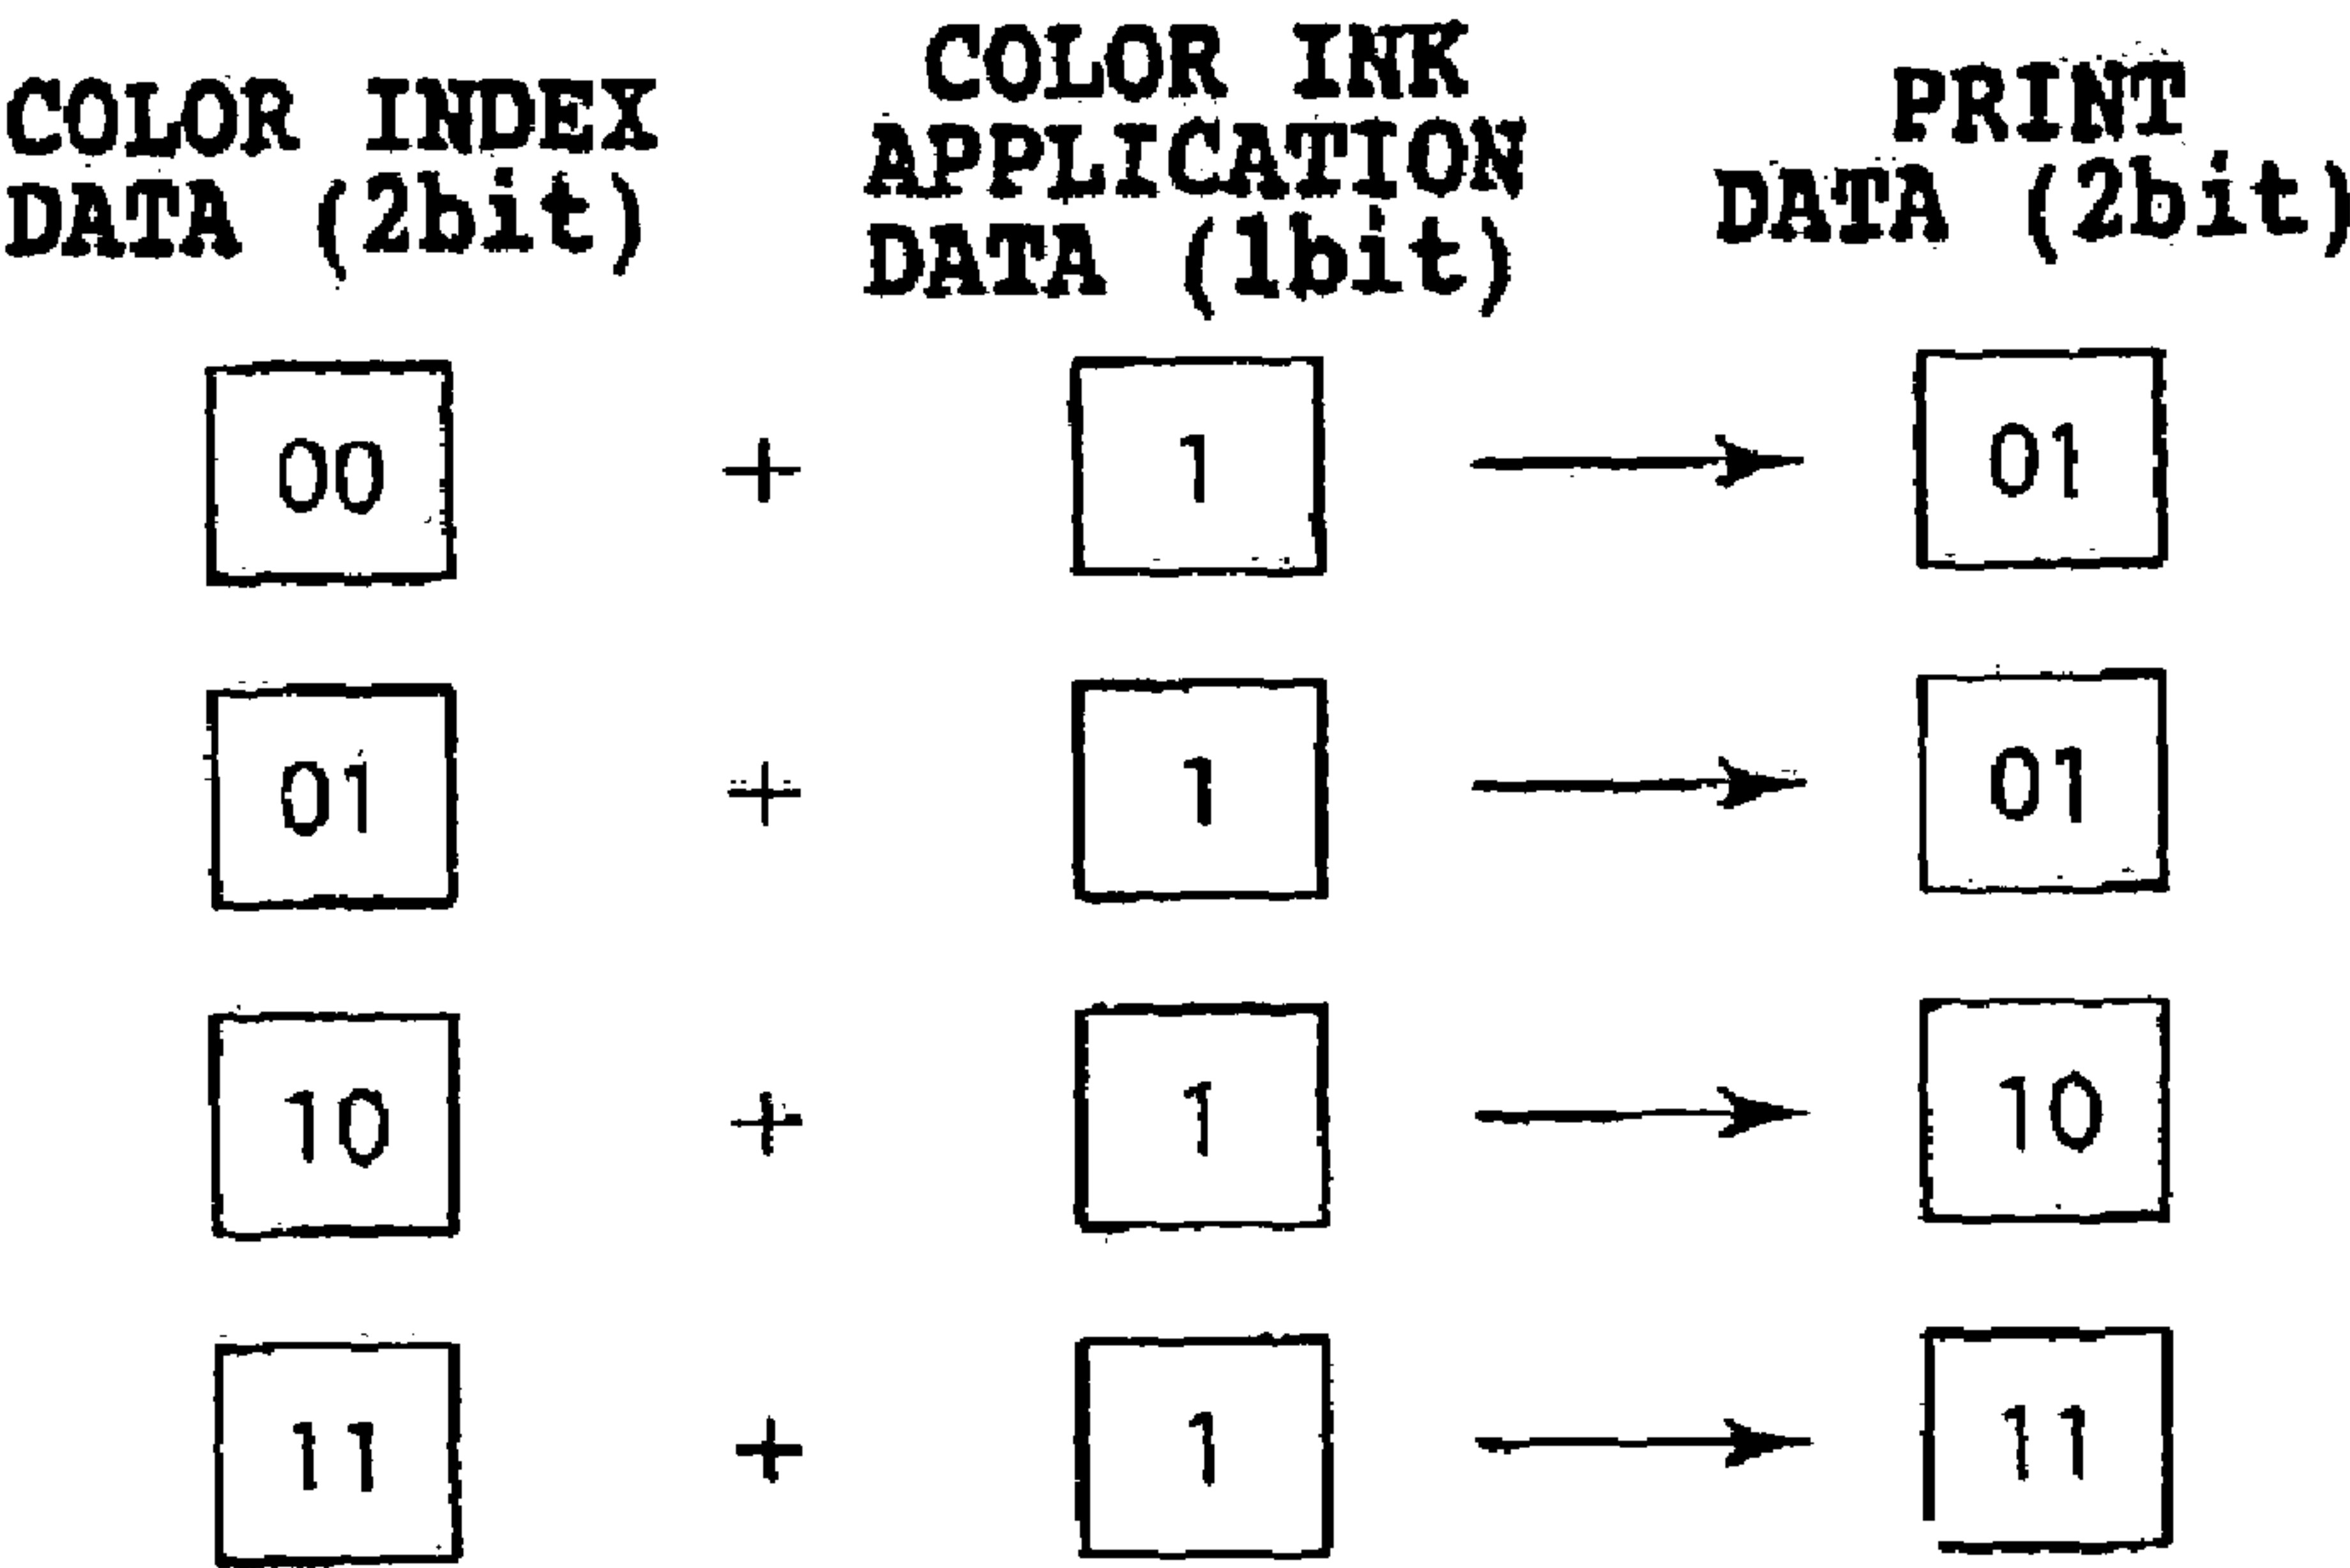 COLOR INDEX
DATA (2bit)
COLOR INK
APPLICATION
DATA (1bit)
PRINT
DATA (2bit)
00 + 1 01
01 + 1 01
10 + 1 10
11 + 1 11